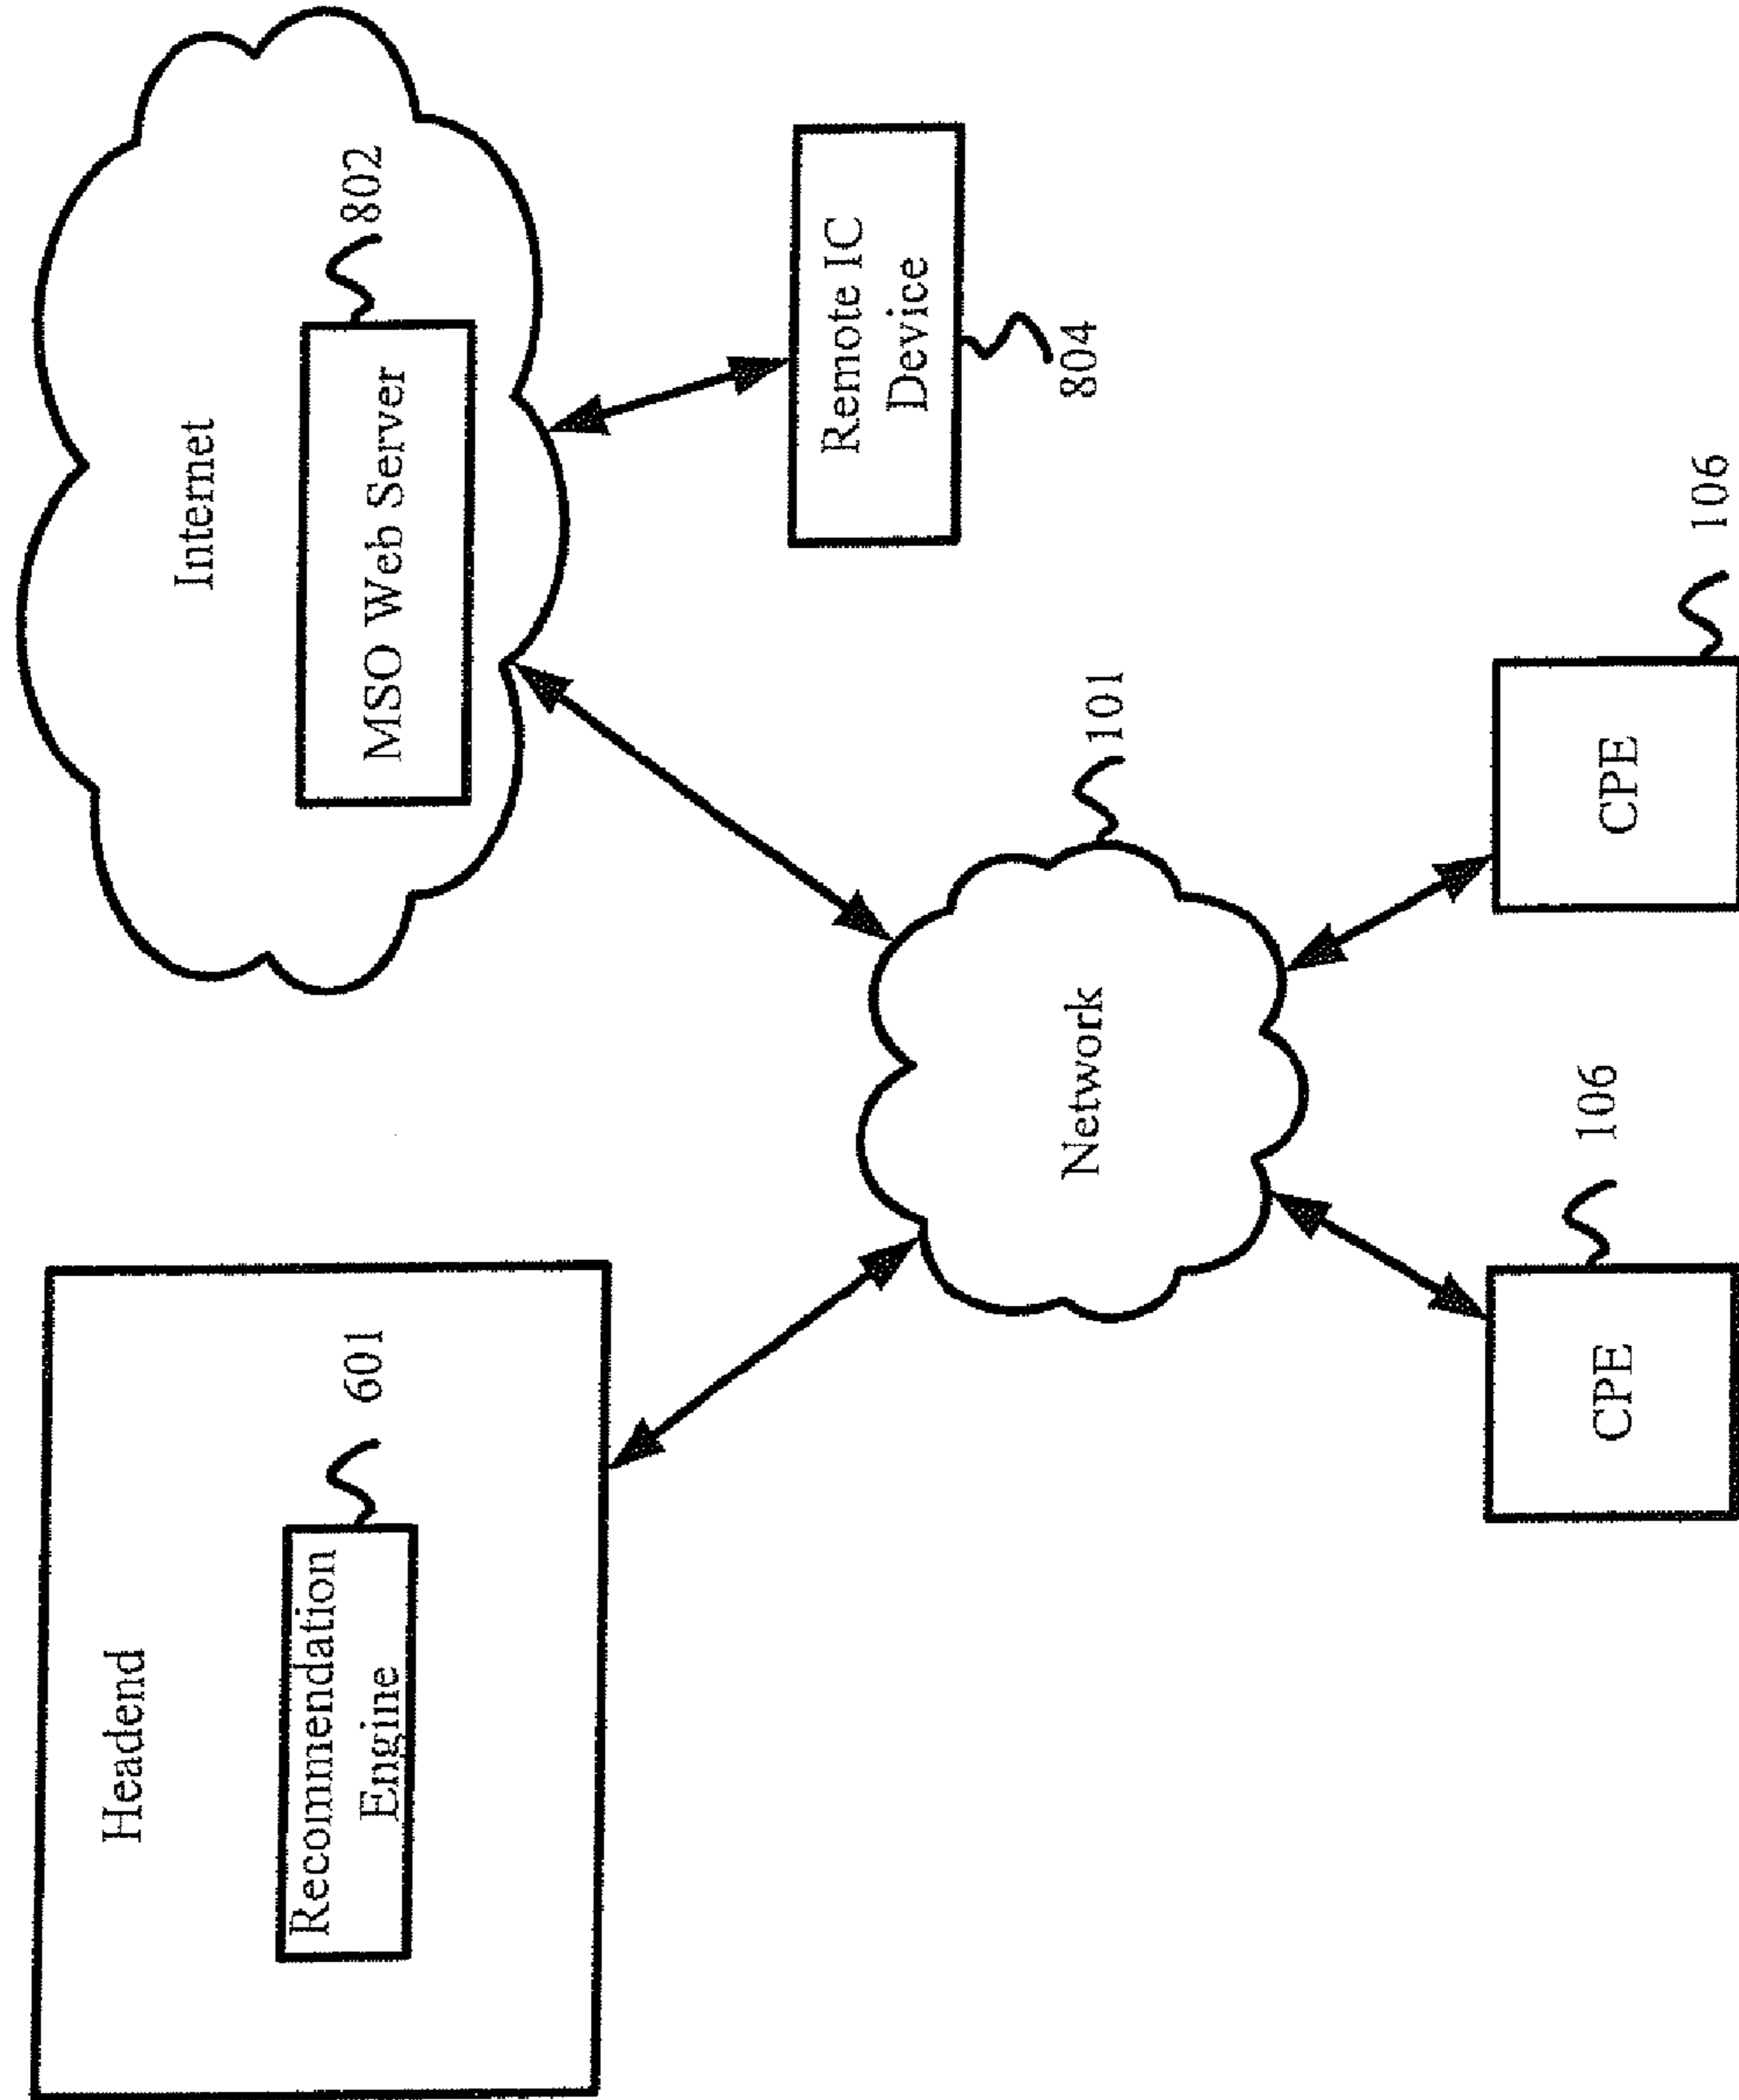 Headend
Recommendation
Engine
601
Internet
MSO Web Server
802
Remote IC
Device
804
Network
101
CPE
106
CPE
106